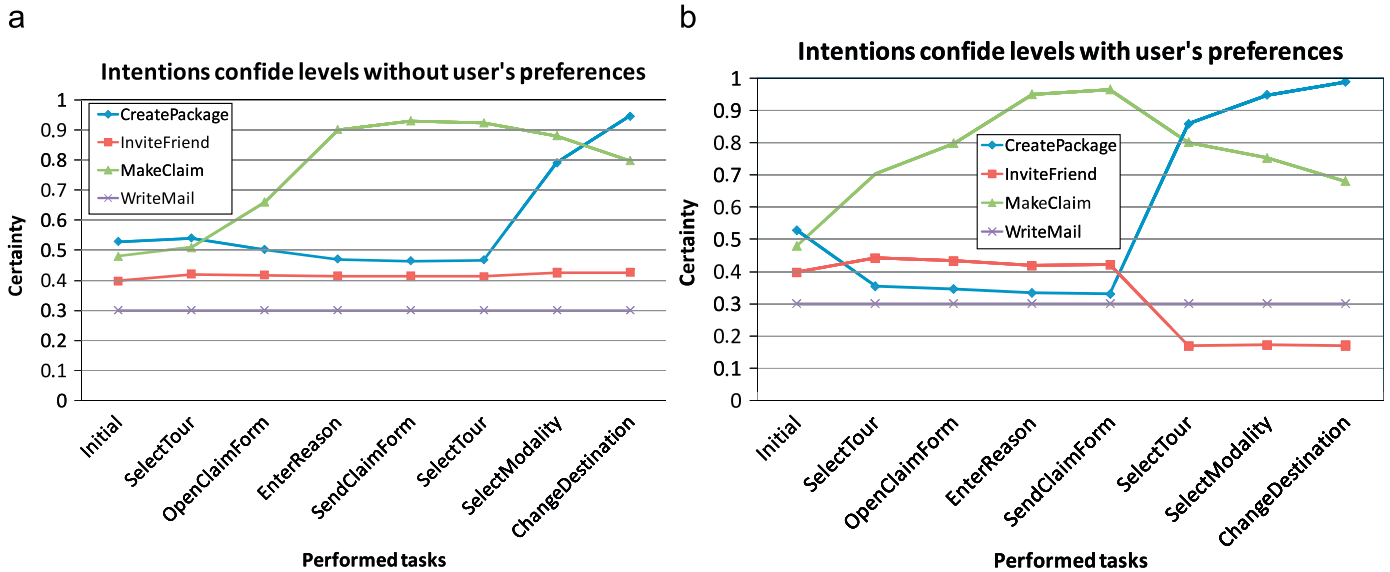 a
Intentions confide levels without user's preferences
Certainty
1
0.9
0.8
0.7
0.6
0.5
0.4
0.3
0.2
0.1
0
CreatePackage
InviteFriend
MakeClaim
WriteMail
Initial
SelectTour
OpenClaimForm
EnterReason
SendClaimForm
SelectTour
SelectModality
ChangeDestination
Performed tasks
b
Intentions confide levels with user's preferences
Certainty
1
0.9
0.8
0.7
0.6
0.5
0.4
0.3
0.2
0.1
0
CreatePackage
InviteFriend
MakeClaim
WriteMail
Initial
SelectTour
OpenClaimForm
EnterReason
SendClaimForm
SelectTour
SelectModality
ChangeDestination
Performed tasks